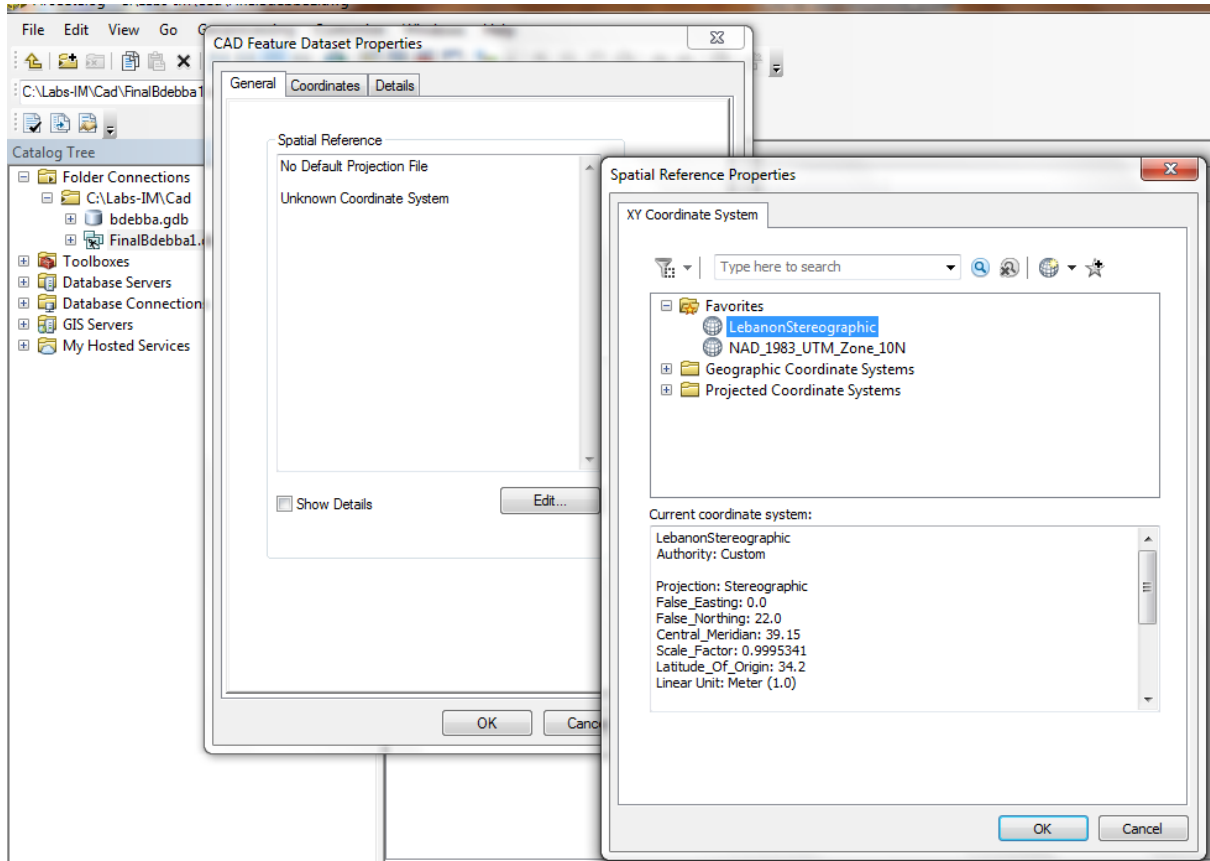 File Edit View Go
CAD Feature Dataset Properties
C:\Labs-IM\Cad\FinalBdebba1
General Coordinates Details
Catalog Tree
Folder Connections
C:\Labs-IM\Cad
bdebba.gdb
FinalBdebba1.
Toolboxes
Database Servers
Database Connection
GIS Servers
My Hosted Services
Spatial Reference
No Default Projection File
Unknown Coordinate System
Show Details
Edit...
OK
Spatial Reference Properties
XY Coordinate System
Type here to search
Favorites
LebanonStereographic
NAD_1983_UTM_Zone_10N
Geographic Coordinate Systems
Projected Coordinate Systems
Current coordinate system:
LebanonStereographic
Authority: Custom
Projection: Stereographic
False_Easting: 0.0
False_Northing: 22.0
Central_Meridian: 39.15
Scale_Factor: 0.9995341
Latitude_Of_Origin: 34.2
Linear Unit: Meter (1.0)
OK Cancel